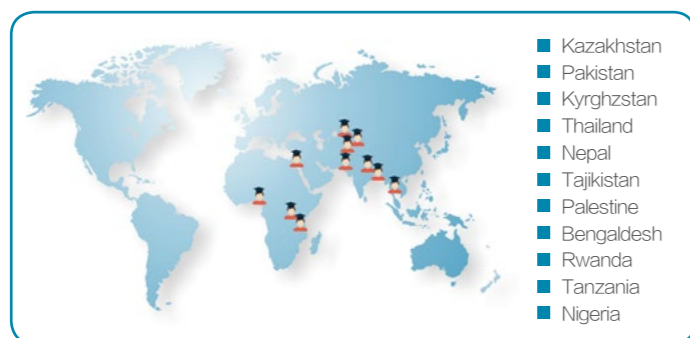 Kazakhstan
Pakistan
Kyrghzstan
Thailand
Nepal
Tajikistan
Palestine
Bengaldesh
Rwanda
Tanzania
Nigeria